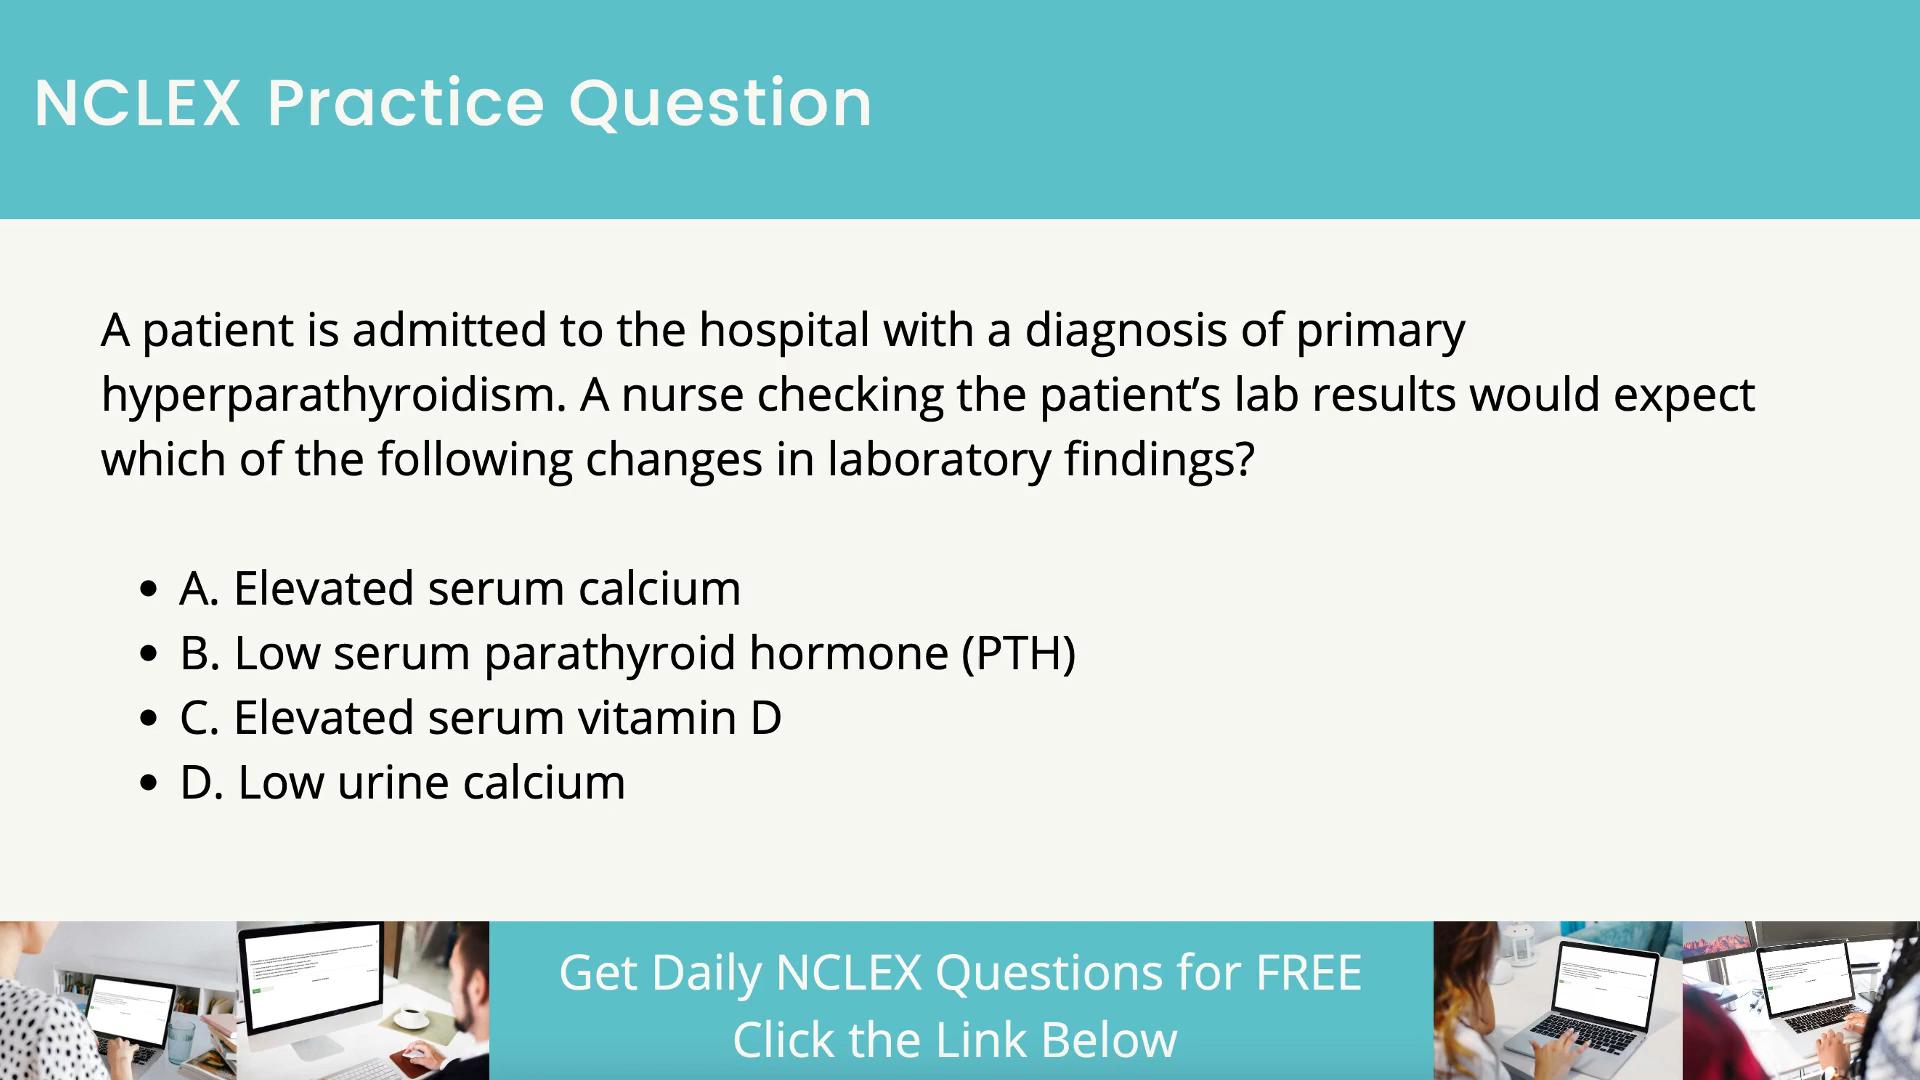 NCLEX Practice Question
A patient is admitted to the hospital with a diagnosis of primary
hyperparathyroidism. A nurse checking the patient’s lab results would expect
which of the following changes in laboratory findings?
• A. Elevated serum calcium
• B. Low serum parathyroid hormone (PTH)
• C. Elevated serum vitamin D
• D. Low urine calcium
Get Daily NCLEX Questions for FREE
Click the Link Below